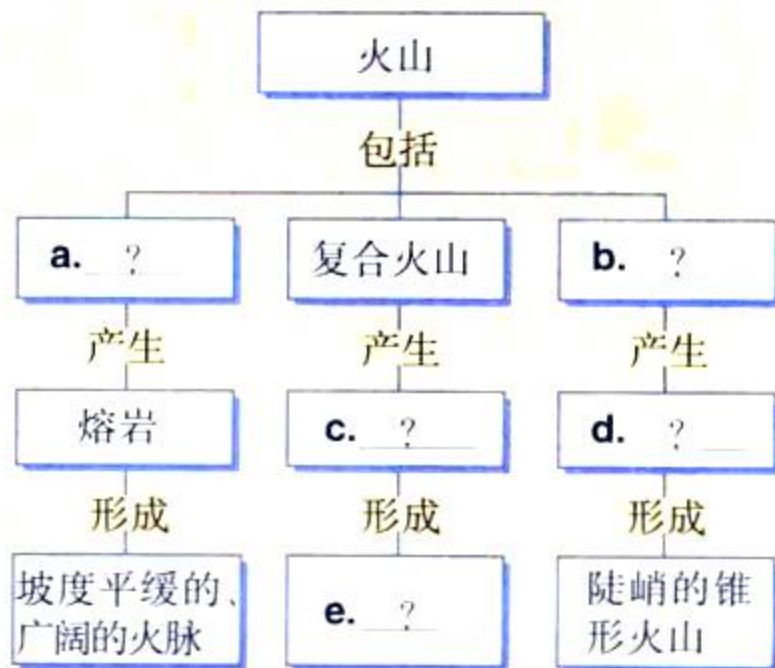 火山
包括
a. ?
复合火山
b. ?
产生
产生
产生
熔岩
c. ?
d. ?
形成
形成
形成
坡度平缓的、
广阔的火脉
e. ?
陡峭的锥
形火山